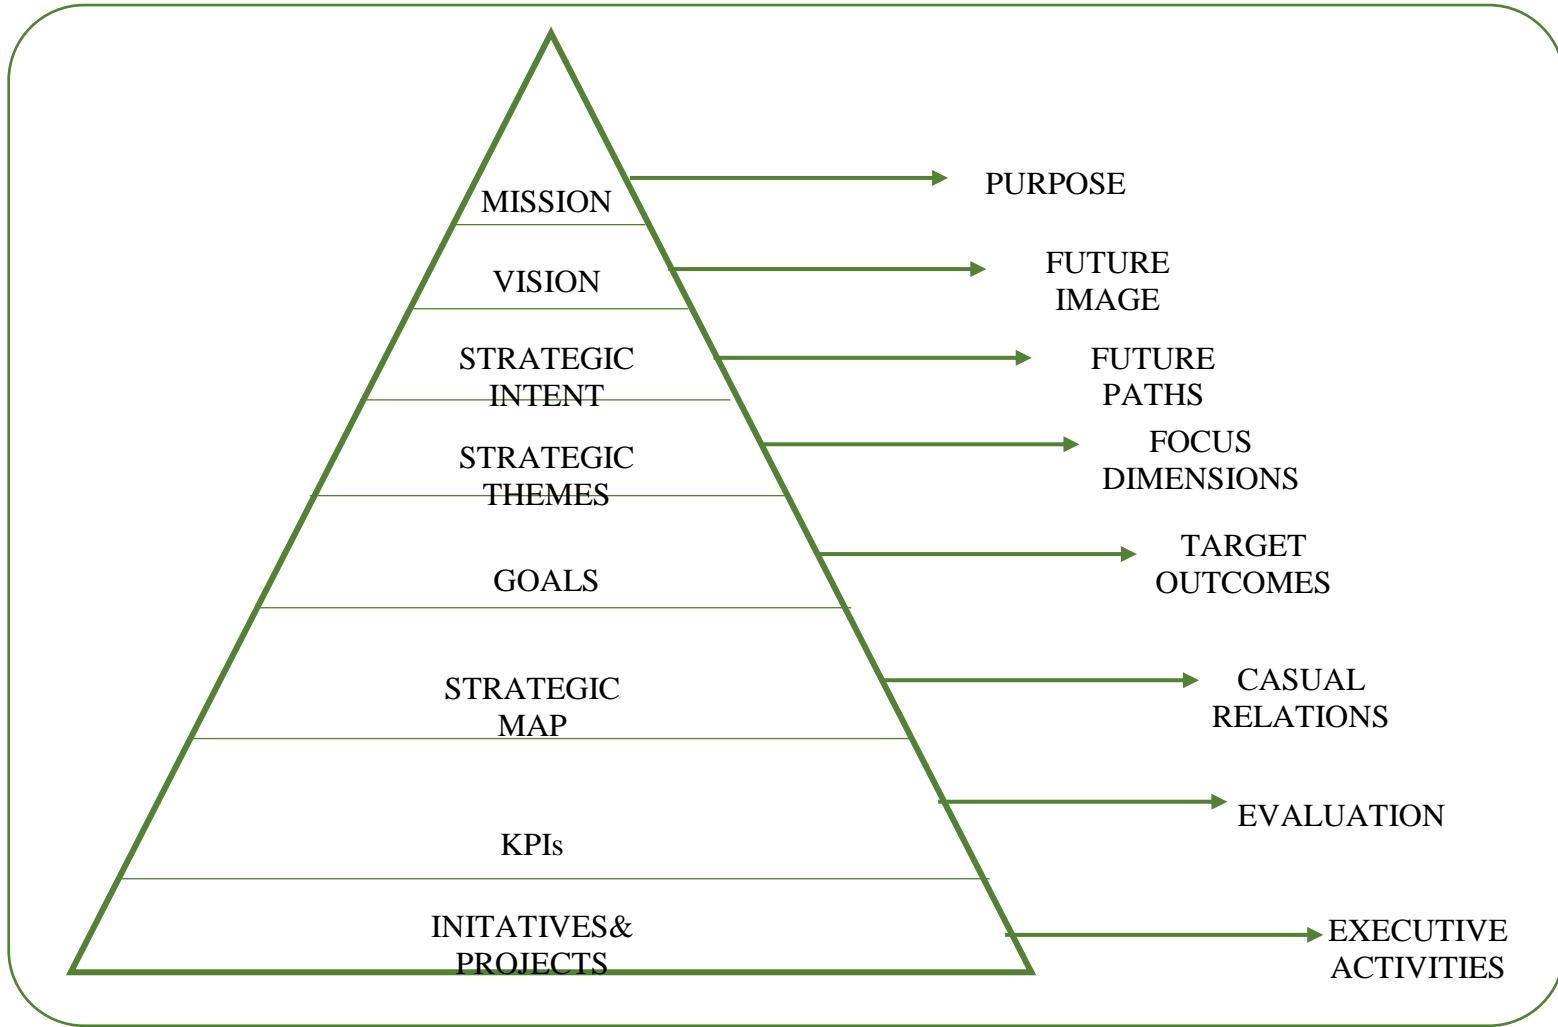 MISSION
PURPOSE
VISION
FUTURE
IMAGE
STRATEGIC
INTENT
FUTURE
PATHS
STRATEGIC
THEMES
FOCUS
DIMENSIONS
GOALS
TARGET
OUTCOMES
STRATEGIC
MAP
CASUAL
RELATIONS
KPIs
EVALUATION
INITATIVES&
PROJECTS
EXECUTIVE
ACTIVITIES